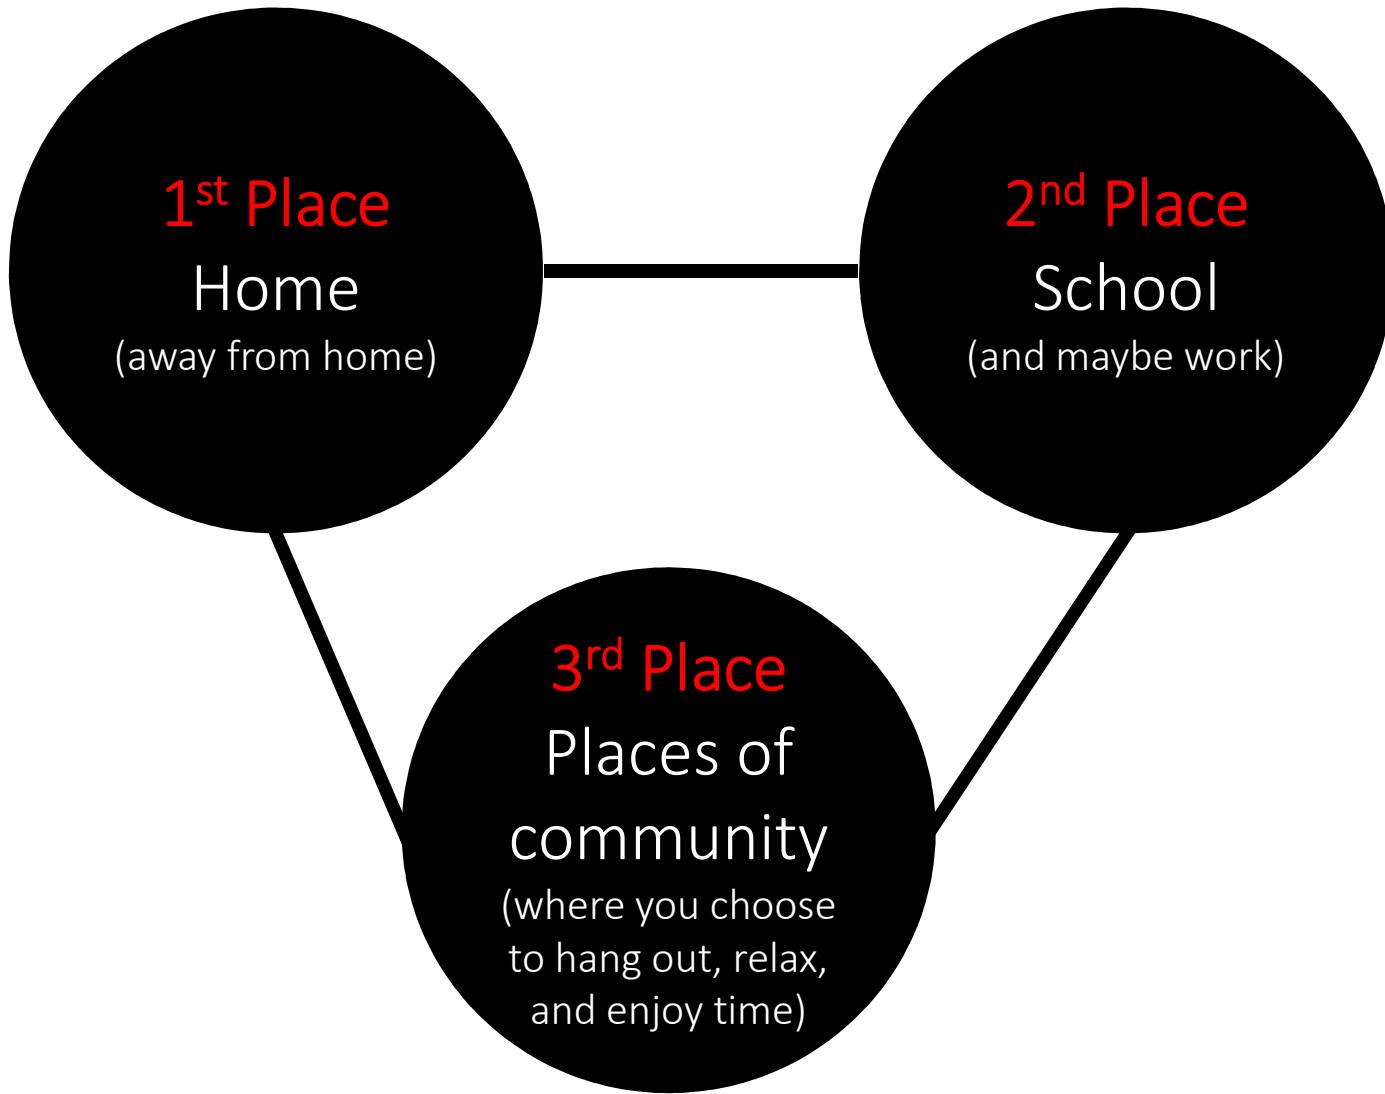 1st Place
Home
(away from home)
2nd Place
School
(and maybe work)
3rd Place
Places of
community
(where you choose
to hang out, relax,
and enjoy time)